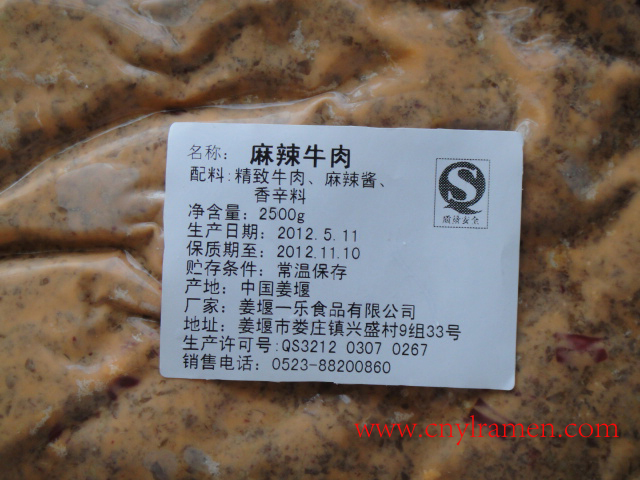 名称: 麻辣牛肉
配料:精致牛肉、麻辣酱、
香辛料
净含量: 2500g
生产日期: 2012.5.11
保质期至: 2012.11.10
贮存条件: 常温保存
产地: 中国姜堰
厂家: 姜堰一乐食品有限公司
地址: 姜堰市娄庄镇兴盛村9组33号
生产许可号:QS3212 0307 0267
销售电话: 0523-88200860
质质安全
www.cnylramen.com